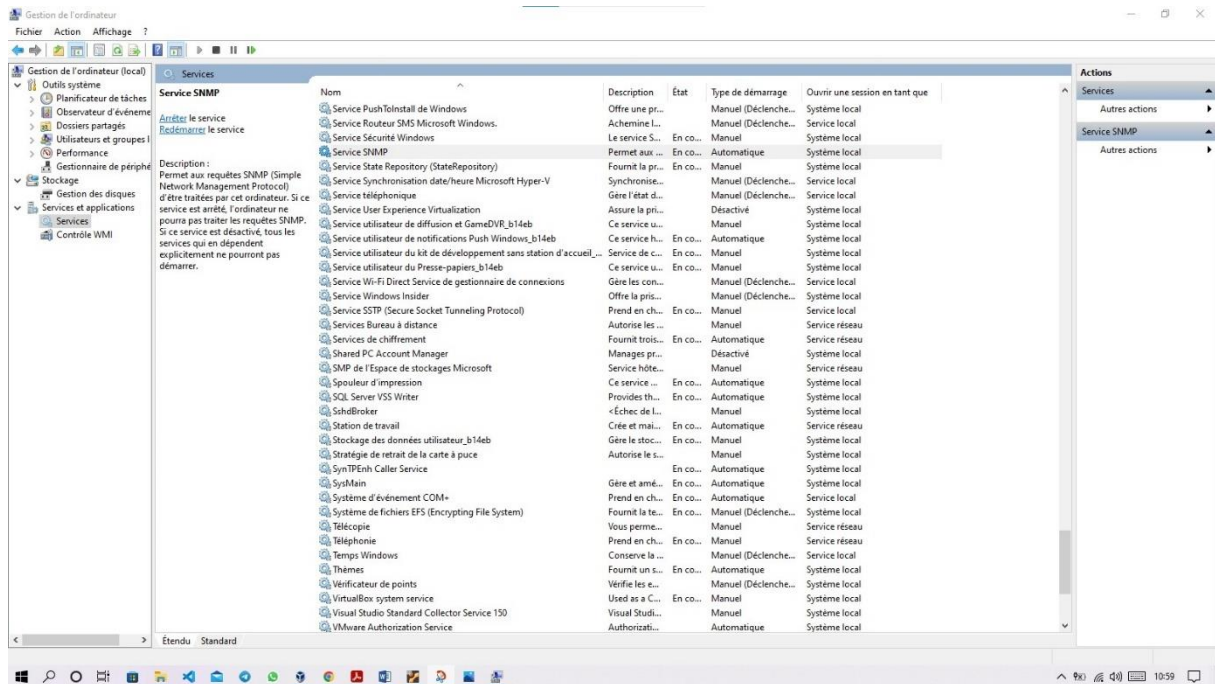 Gestion de l'ordinateur
Fichier Action Affichage ?
Gestion de l'ordinateur (local)
Outils système
Planificateur de tâches
Observateur d'événeme
Dossiers partagés
Utilisateurs et groupes l
Performance
Gestionnaire de périphé
Stockage
Gestion des disques
Services et applications
Services
Contrôle WMI
Services
Service SNMP
Arrêter le service
Redémarrer le service
Description :
Permet aux requêtes SNMP (Simple
Network Management Protocol)
d'être traitées par cet ordinateur. Si ce
service est arrêté, l'ordinateur ne
pourra pas traiter les requêtes SNMP.
Si ce service est désactivé, tous les
services qui en dépendent
explicitement ne pourront pas
démarrer.
Nom Description État Type de démarrage Ouvrir une session en tant que
Service PushToInstall de Windows Offre une pr... Manuel (Déclenche... Système local
Service Routeur SMS Microsoft Windows. Achemine l... Manuel (Déclenche... Service local
Service Sécurité Windows Le service S... En co... Manuel Système local
Service SNMP Permet aux ... En co... Automatique Système local
Service State Repository (StateRepository) Fournit la pr... En co... Manuel Système local
Service Synchronisation date/heure Microsoft Hyper-V Synchronise... Manuel (Déclenche... Service local
Service téléphonique Gère l'état d... Manuel (Déclenche... Service local
Service User Experience Virtualization Assure la pri... Désactivé Système local
Service utilisateur de diffusion et GameDVR_b14eb Ce service u... Manuel Système local
Service utilisateur de notifications Push Windows_b14eb Ce service h... En co... Automatique Système local
Service utilisateur du kit de développement sans station d'accueil_... Service de c... En co... Manuel Système local
Service utilisateur du Presse-papiers_b14eb Ce service u... En co... Manuel Système local
Service Wi-Fi Direct Service de gestionnaire de connexions Gère les con... Manuel (Déclenche... Service local
Service Windows Insider Offre la pris... Manuel (Déclenche... Système local
Service SSTP (Secure Socket Tunneling Protocol) Prend en ch... En co... Manuel Service local
Services Bureau à distance Autorise les ... Manuel Service réseau
Services de chiffrement Fournit trois... En co... Automatique Service réseau
Shared PC Account Manager Manages pr... Désactivé Système local
SMP de l'Espace de stockages Microsoft Service hôte... Manuel Service réseau
Spouleur d'impression Ce service ... En co... Automatique Système local
SQL Server VSS Writer Provides th... En co... Automatique Système local
SshdBroker <Échec de l... Manuel Système local
Station de travail Crée et mai... En co... Automatique Service réseau
Stockage des données utilisateur_b14eb Gère le stoc... En co... Manuel Système local
Stratégie de retrait de la carte à puce Autorise le s... Manuel Système local
SynTPEnh Caller Service En co... Automatique Système local
SysMain Gère et amé... En co... Automatique Système local
Système d'événement COM+ Prend en ch... En co... Automatique Service local
Système de fichiers EFS (Encrypting File System) Fournit la te... En co... Manuel (Déclenche... Système local
Télécopie Vous perme... Manuel Service réseau
Téléphonie Prend en ch... En co... Manuel Service réseau
Temps Windows Conserve la ... Manuel (Déclenche... Service local
Thèmes Fournit un s... En co... Automatique Système local
Vérificateur de points Vérifie les e... Manuel (Déclenche... Système local
VirtualBox system service Used as a C... En co... Manuel Système local
Visual Studio Standard Collector Service 150 Visual Studi... Manuel Système local
VMware Authorization Service Authorizati... Automatique Système local
Étendu Standard
Actions
Services
Autres actions
Service SNMP
Autres actions
10:59